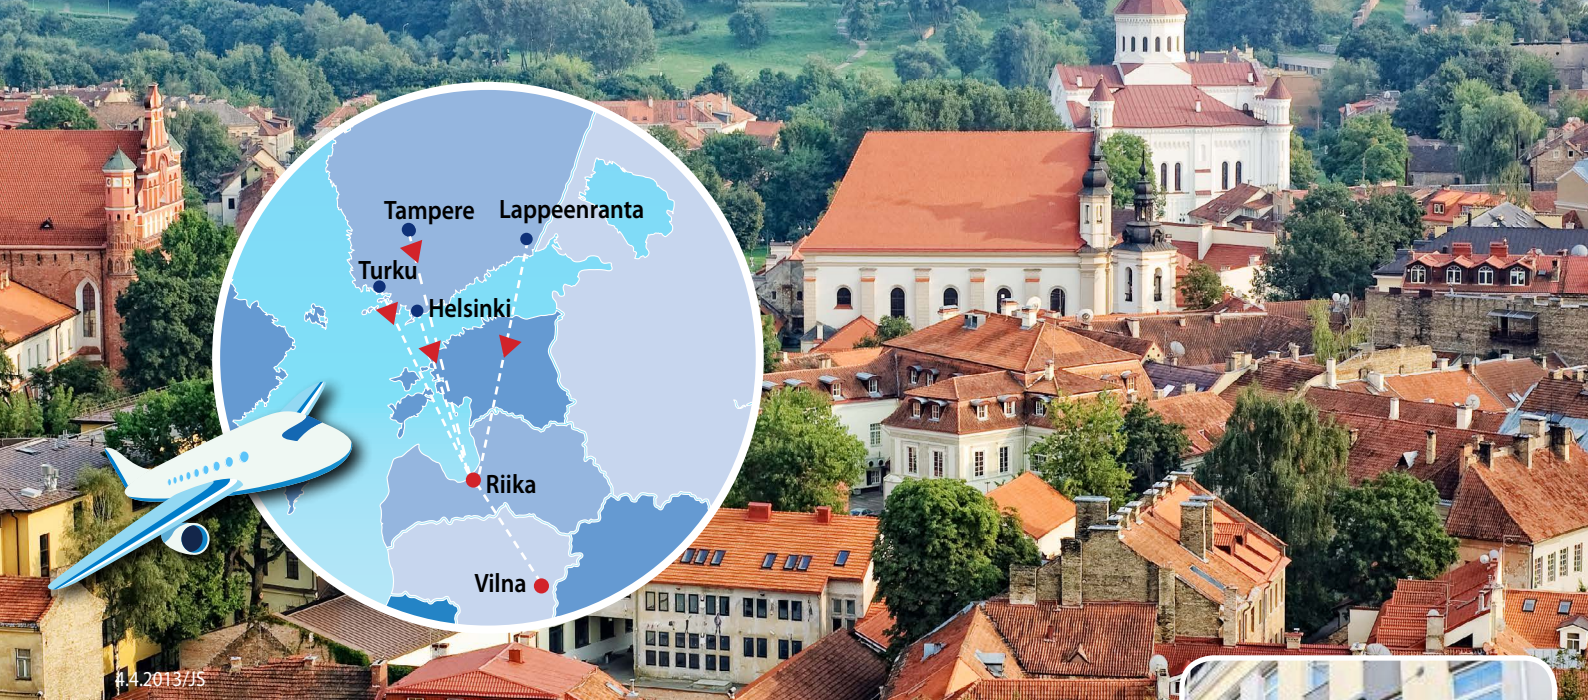 Tampere
Lappeenranta
Turku
Helsinki
Riika
Vilna
4.4.2013/JS